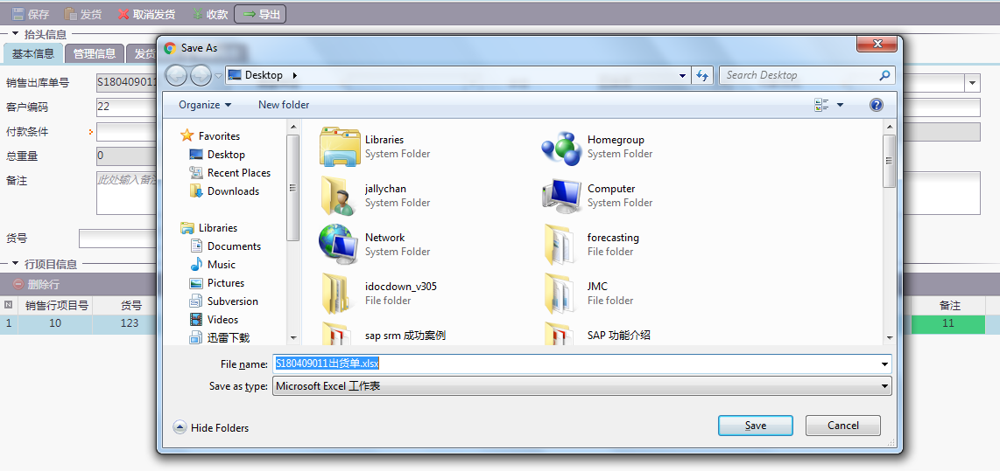 保存 发货 取消发货 收款 导出
抬头信息
基本信息 管理信息 发货
销售出库单号 S180409011
客户编码 22
付款条件
总重量 0
备注 此处输入备注
货号
行项目信息
删除行
销售行项目号 货号 备注
1 10 123 11
Save As
Desktop
Search Desktop
Organize New folder
Favorites
Desktop
Recent Places
Downloads
Libraries
Documents
Music
Pictures
Subversion
Videos
迅雷下载
Libraries
System Folder
Homegroup
System Folder
jallychan
System Folder
Computer
System Folder
Network
System Folder
forecasting
File folder
idocdown_v305
File folder
JMC
File folder
sap srm 成功案例
SAP 功能介绍
File name: S180409011出货单.xlsx
Save as type: Microsoft Excel 工作表
Hide Folders
Save
Cancel